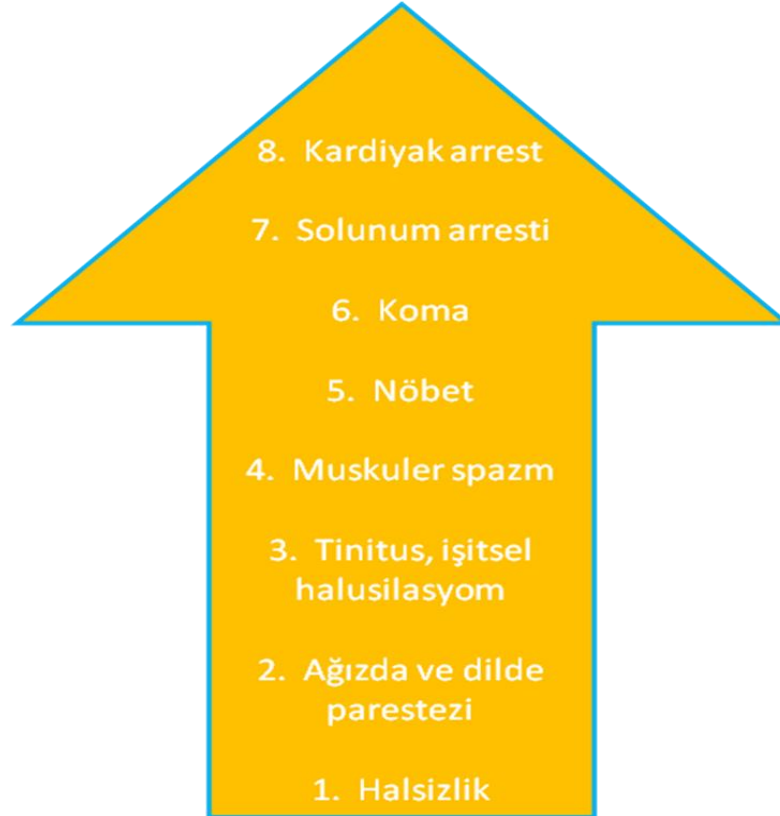 8. Kardiyak arrest
7. Solunum arresti
6. Koma
5. Nöbet
4. Muskuler spazm
3. Tinitus, işitsel
halusilasyom
2. Ağızda ve dilde
parestezi
1. Halsizlik